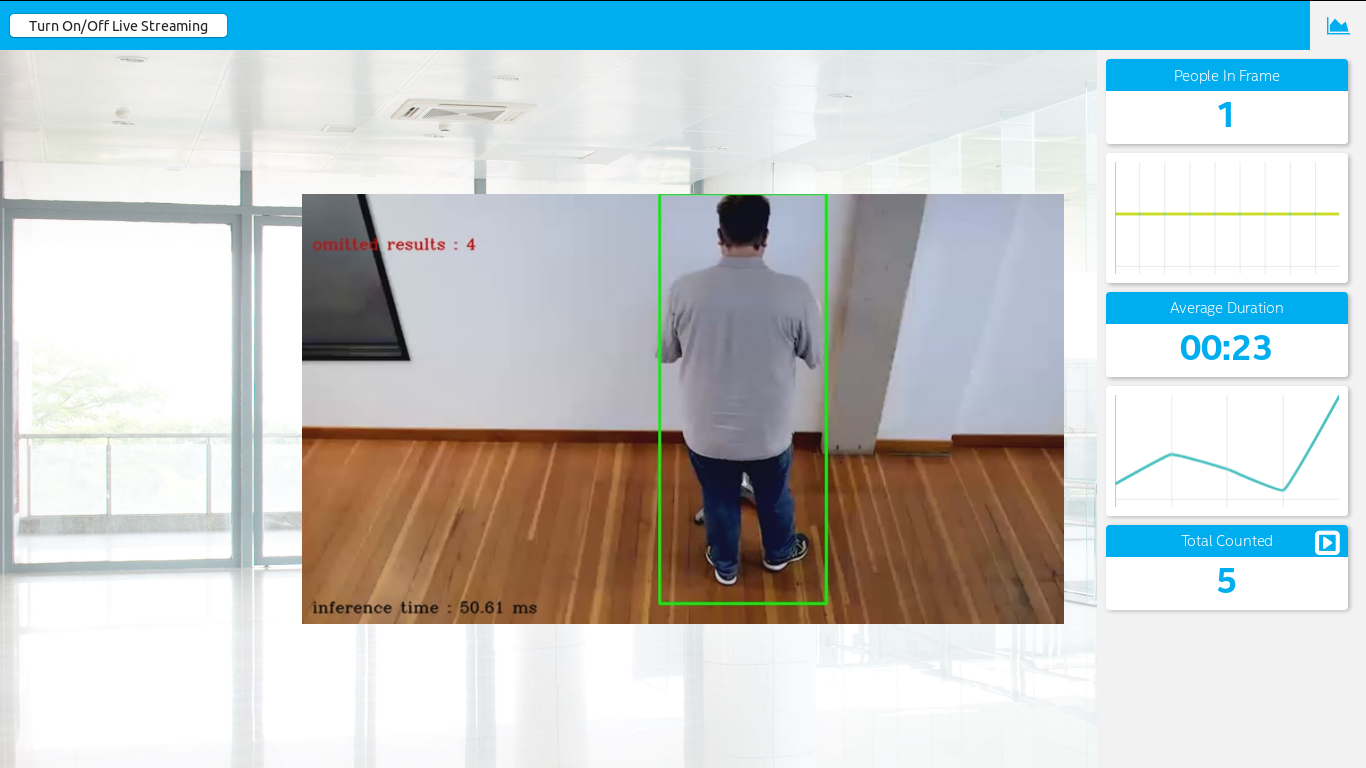 Turn On/Off Live Streaming
People In Frame
1
omitted results : 4
Average Duration
00:23
Total Counted
5
inference time : 50.61 ms